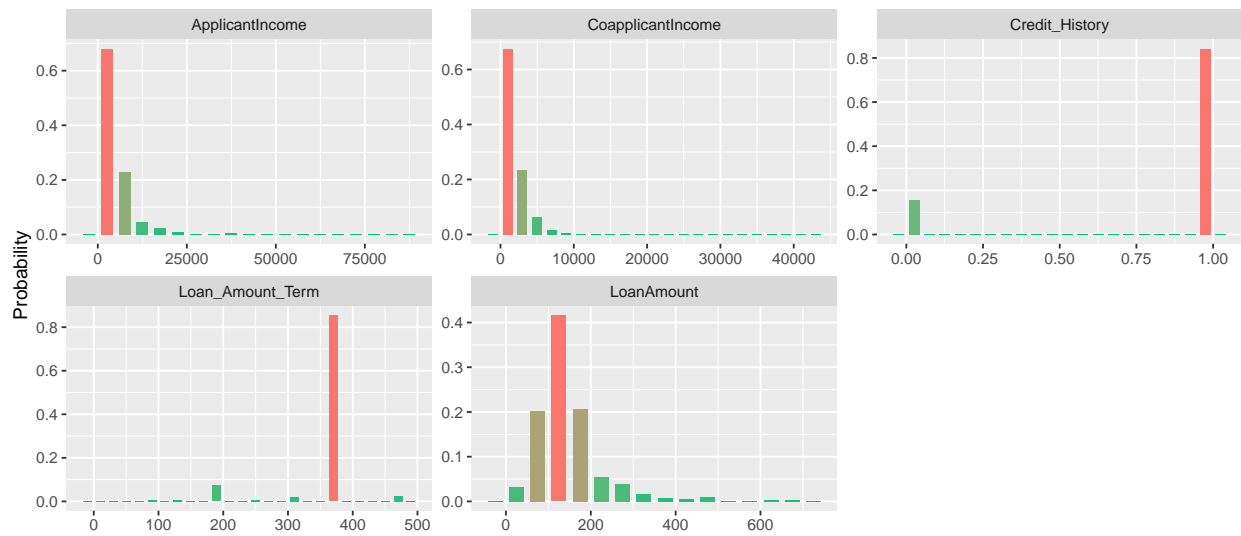 ApplicantIncome
CoapplicantIncome
Credit_History
0.6
0.4
0.2
0.0
0 25000 50000 75000
0.6
0.4
0.2
0.0
0 10000 20000 30000 40000
0.8
0.6
0.4
0.2
0.0
0.00 0.25 0.50 0.75 1.00
Probability
Loan_Amount_Term
LoanAmount
0.8
0.6
0.4
0.2
0.0
0 100 200 300 400 500
0.4
0.3
0.2
0.1
0.0
0 200 400 600